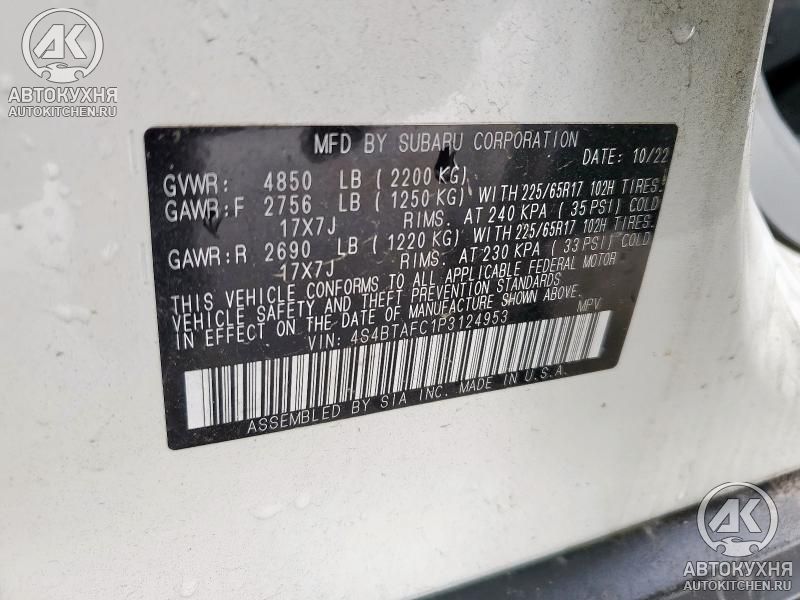 AK
АВТОКУХНЯ
AUTOKITCHEN.RU
MFD BY SUBARU CORPORATION DATE: 10/22
GVWR: 4850 LB ( 2200 KG)
GAWR:F 2756 LB ( 1250 KG) WITH 225/65R17 102H TIRES.
17X7J RIMS. AT 240 KPA ( 35 PSI) COLD
GAWR:R 2690 LB ( 1220 KG) WITH 225/65R17 102H TIRES.
17X7J RIMS. AT 230 KPA ( 33 PSI) COLD
THIS VEHICLE CONFORMS TO ALL APPLICABLE FEDERAL MOTOR
VEHICLE SAFETY AND THEFT PREVENTION STANDARDS
IN EFFECT ON THE DATE OF MANUFACTURE SHOWN ABOVE.
VIN: 4S4BTAFC1P3124953 MPV
ASSEMBLED BY SIA INC. MADE IN U.S.A.
AK
АВТОКУХНЯ
AUTOKITCHEN.RU